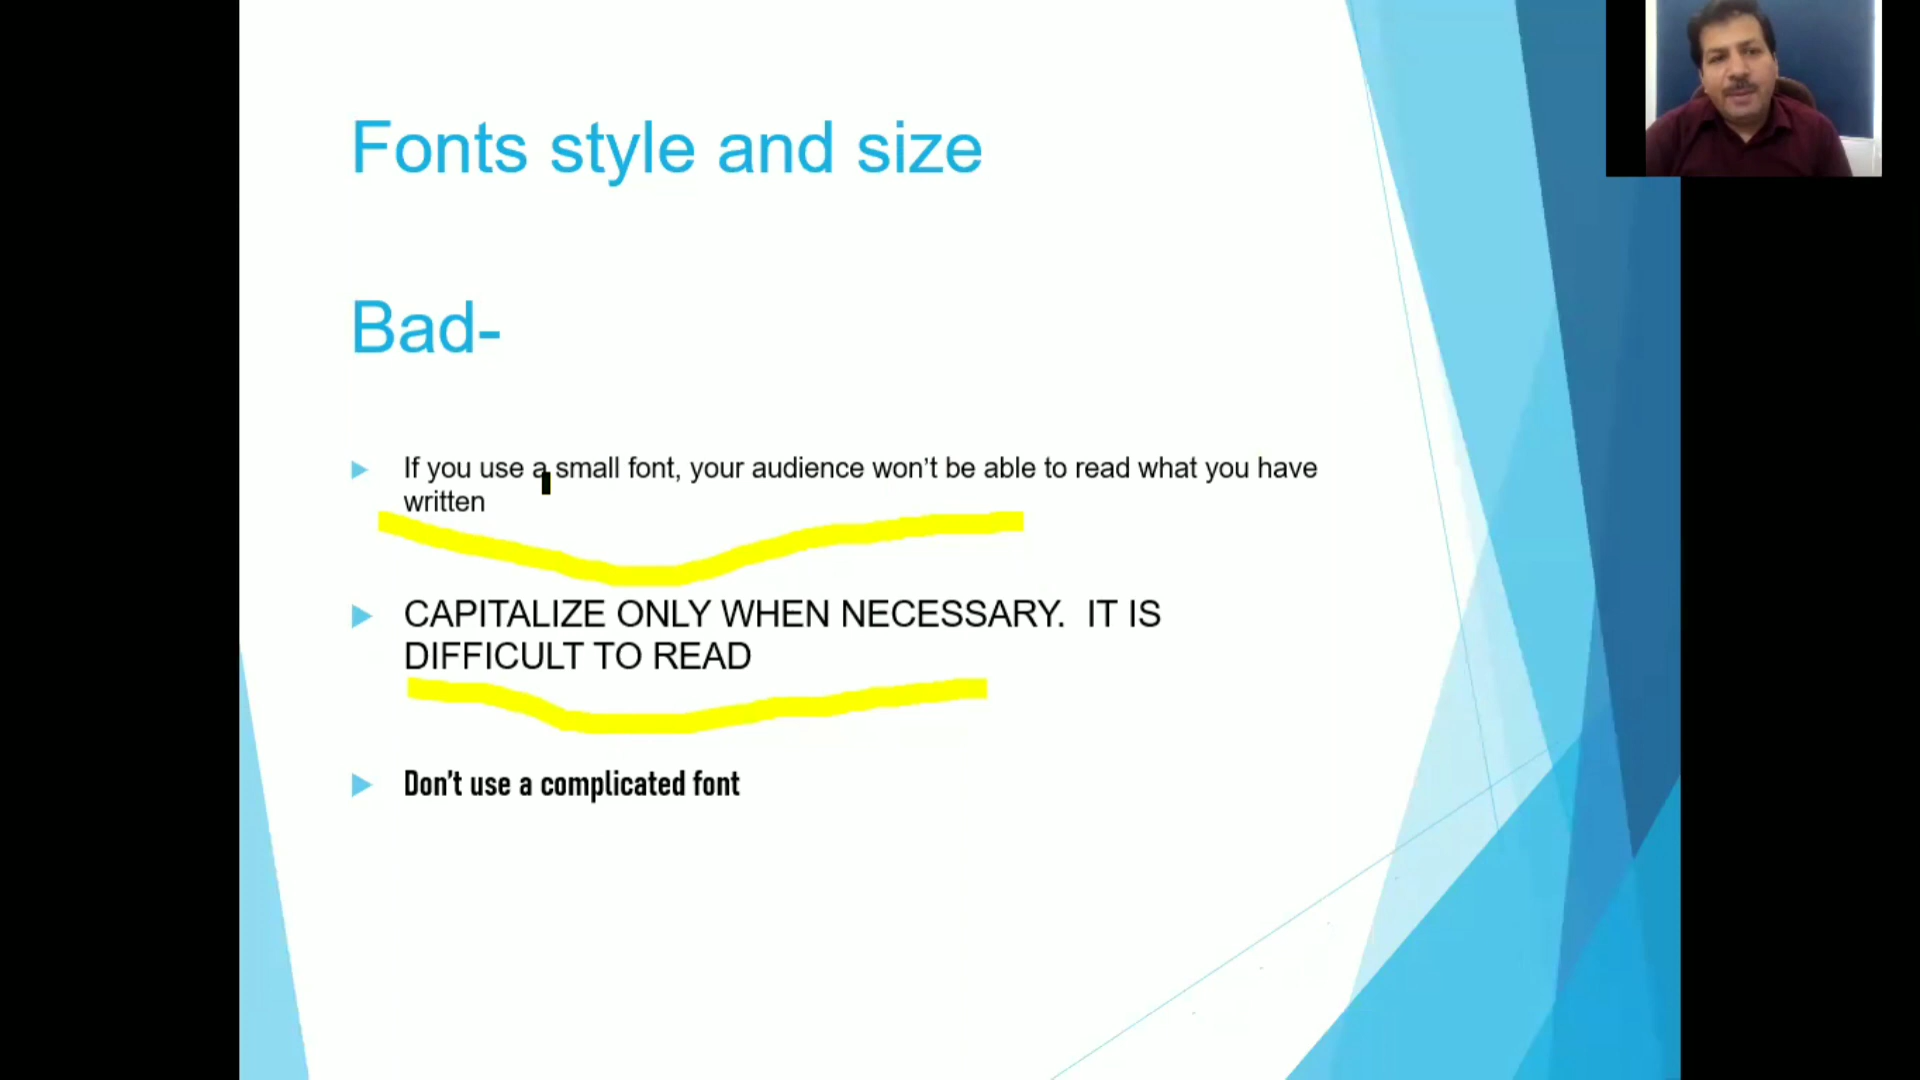 Fonts style and size
Bad-
If you use a small font, your audience won’t be able to read what you have
written
CAPITALIZE ONLY WHEN NECESSARY.  IT IS
DIFFICULT TO READ
Don’t use a complicated font